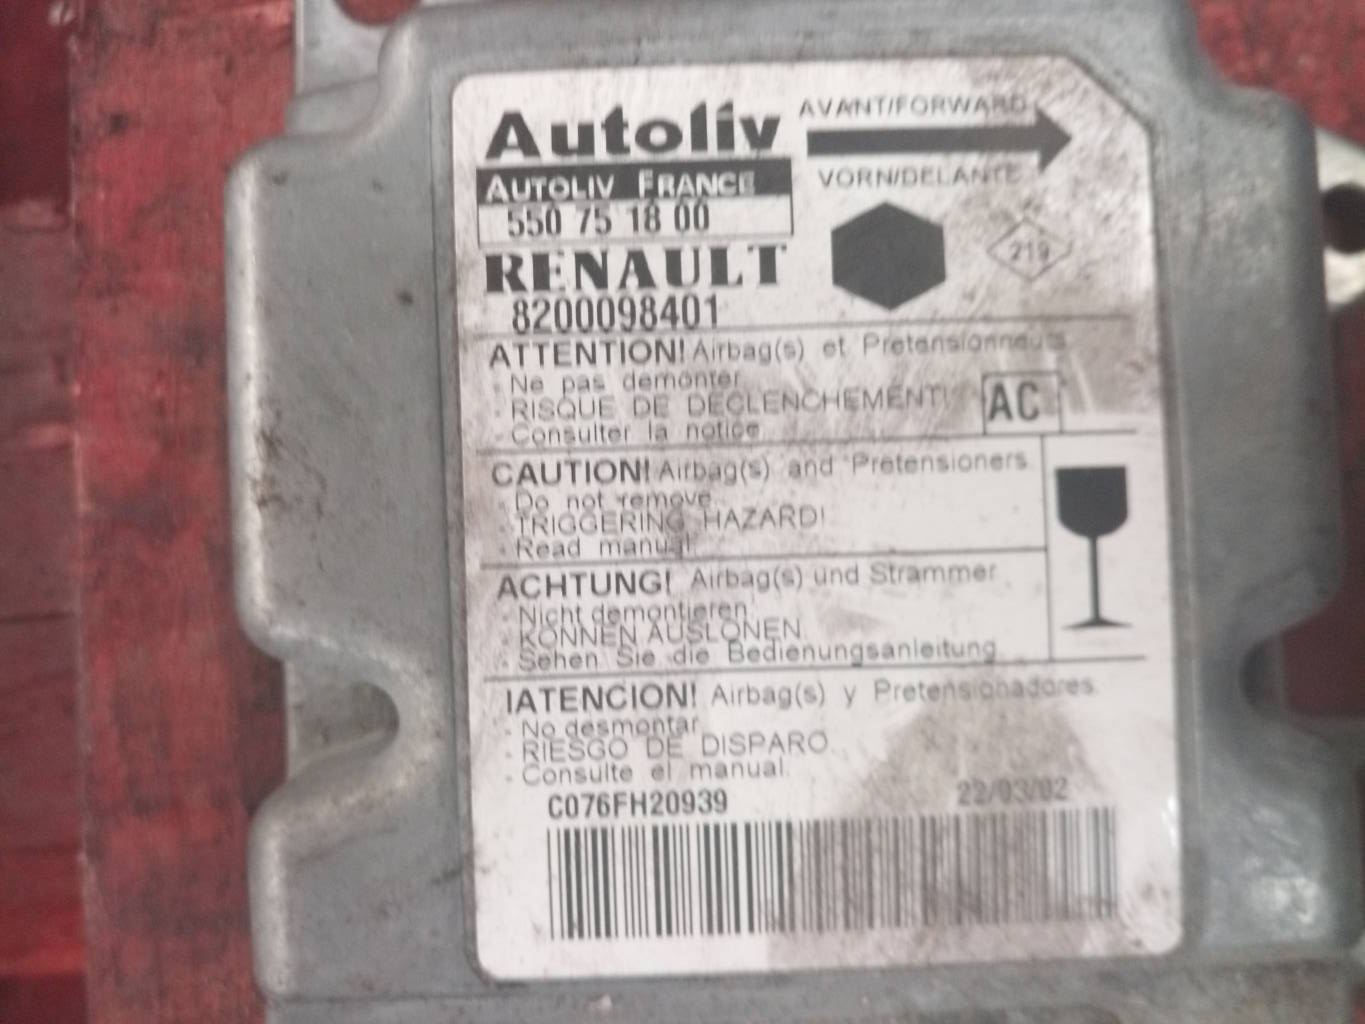 Autoliv
AUTOLIV FRANCE
550 75 18 00
AVANT/FORWARD
VORN/DELANTE
RENAULT
8200098401
219
ATTENTION! Airbag(s) et Pretensionneurs
- Ne pas demonter
- RISQUE DE DECLENCHEMENT!
- Consulter la notice
AC
CAUTION! Airbag(s) and Pretensioners
- Do not remove
- TRIGGERING HAZARD!
- Read manual
ACHTUNG! Airbag(s) und Strammer
- Nicht demontieren
- KONNEN AUSLONEN.
- Sehen Sie die Bedienungsanleitung
!ATENCION! Airbag(s) y Pretensionadores
- No desmontar
- RIESGO DE DISPARO
- Consulte el manual
C076FH20939
22/03/02